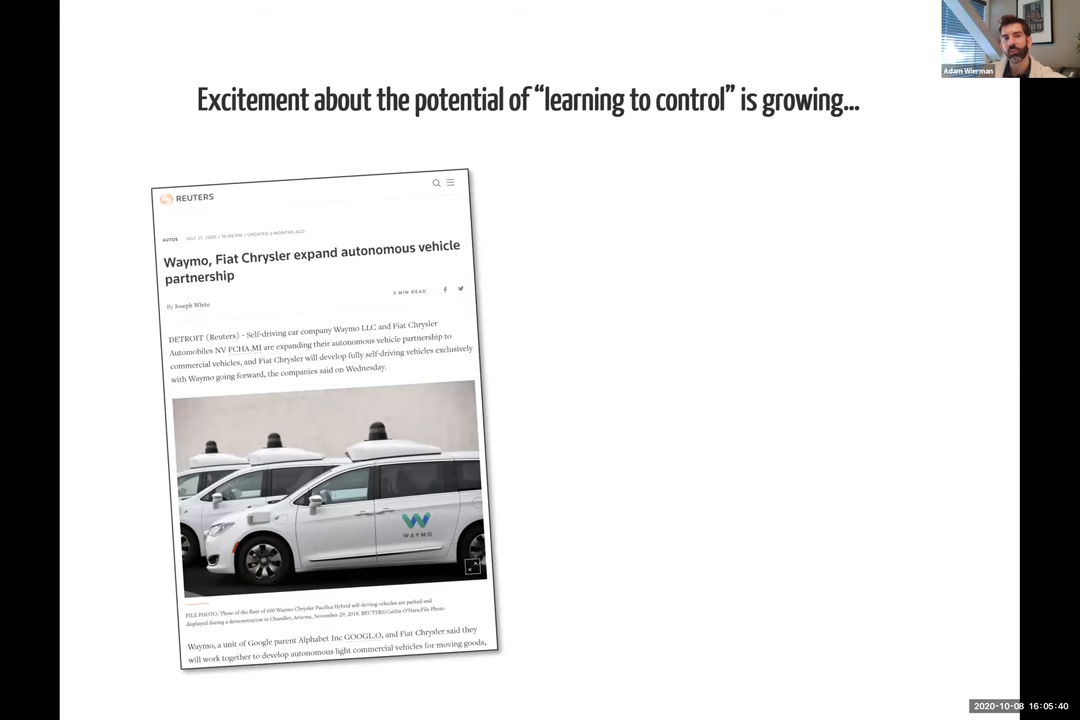 Adam Wierman
Excitement about the potential of “learning to control” is growing...
REUTERS
AUTOS JULY 21, 2020 / 10:06 PM / UPDATED 2 MONTHS AGO
Waymo, Fiat Chrysler expand autonomous vehicle
partnership
By Joseph White
3 MIN READ
DETROIT (Reuters) - Self-driving car company Waymo LLC and Fiat Chrysler
Automobiles NV FCHA.MI are expanding their autonomous vehicle partnership to
commercial vehicles, and Fiat Chrysler will develop fully self-driving vehicles exclusively
with Waymo going forward, the companies said on Wednesday.
WAYMO
FILE PHOTO: Three of the fleet of 600 Waymo Chrysler Pacifica Hybrid self-driving vehicles are parked and
displayed during a demonstration in Chandler, Arizona, November 29, 2018. REUTERS/Caitlin O'Hara/File Photo
Waymo, a unit of Google parent Alphabet Inc GOOGL.O, and Fiat Chrysler said they
will work together to develop autonomous light commercial vehicles for moving goods,
2020-10-08 16:05:40